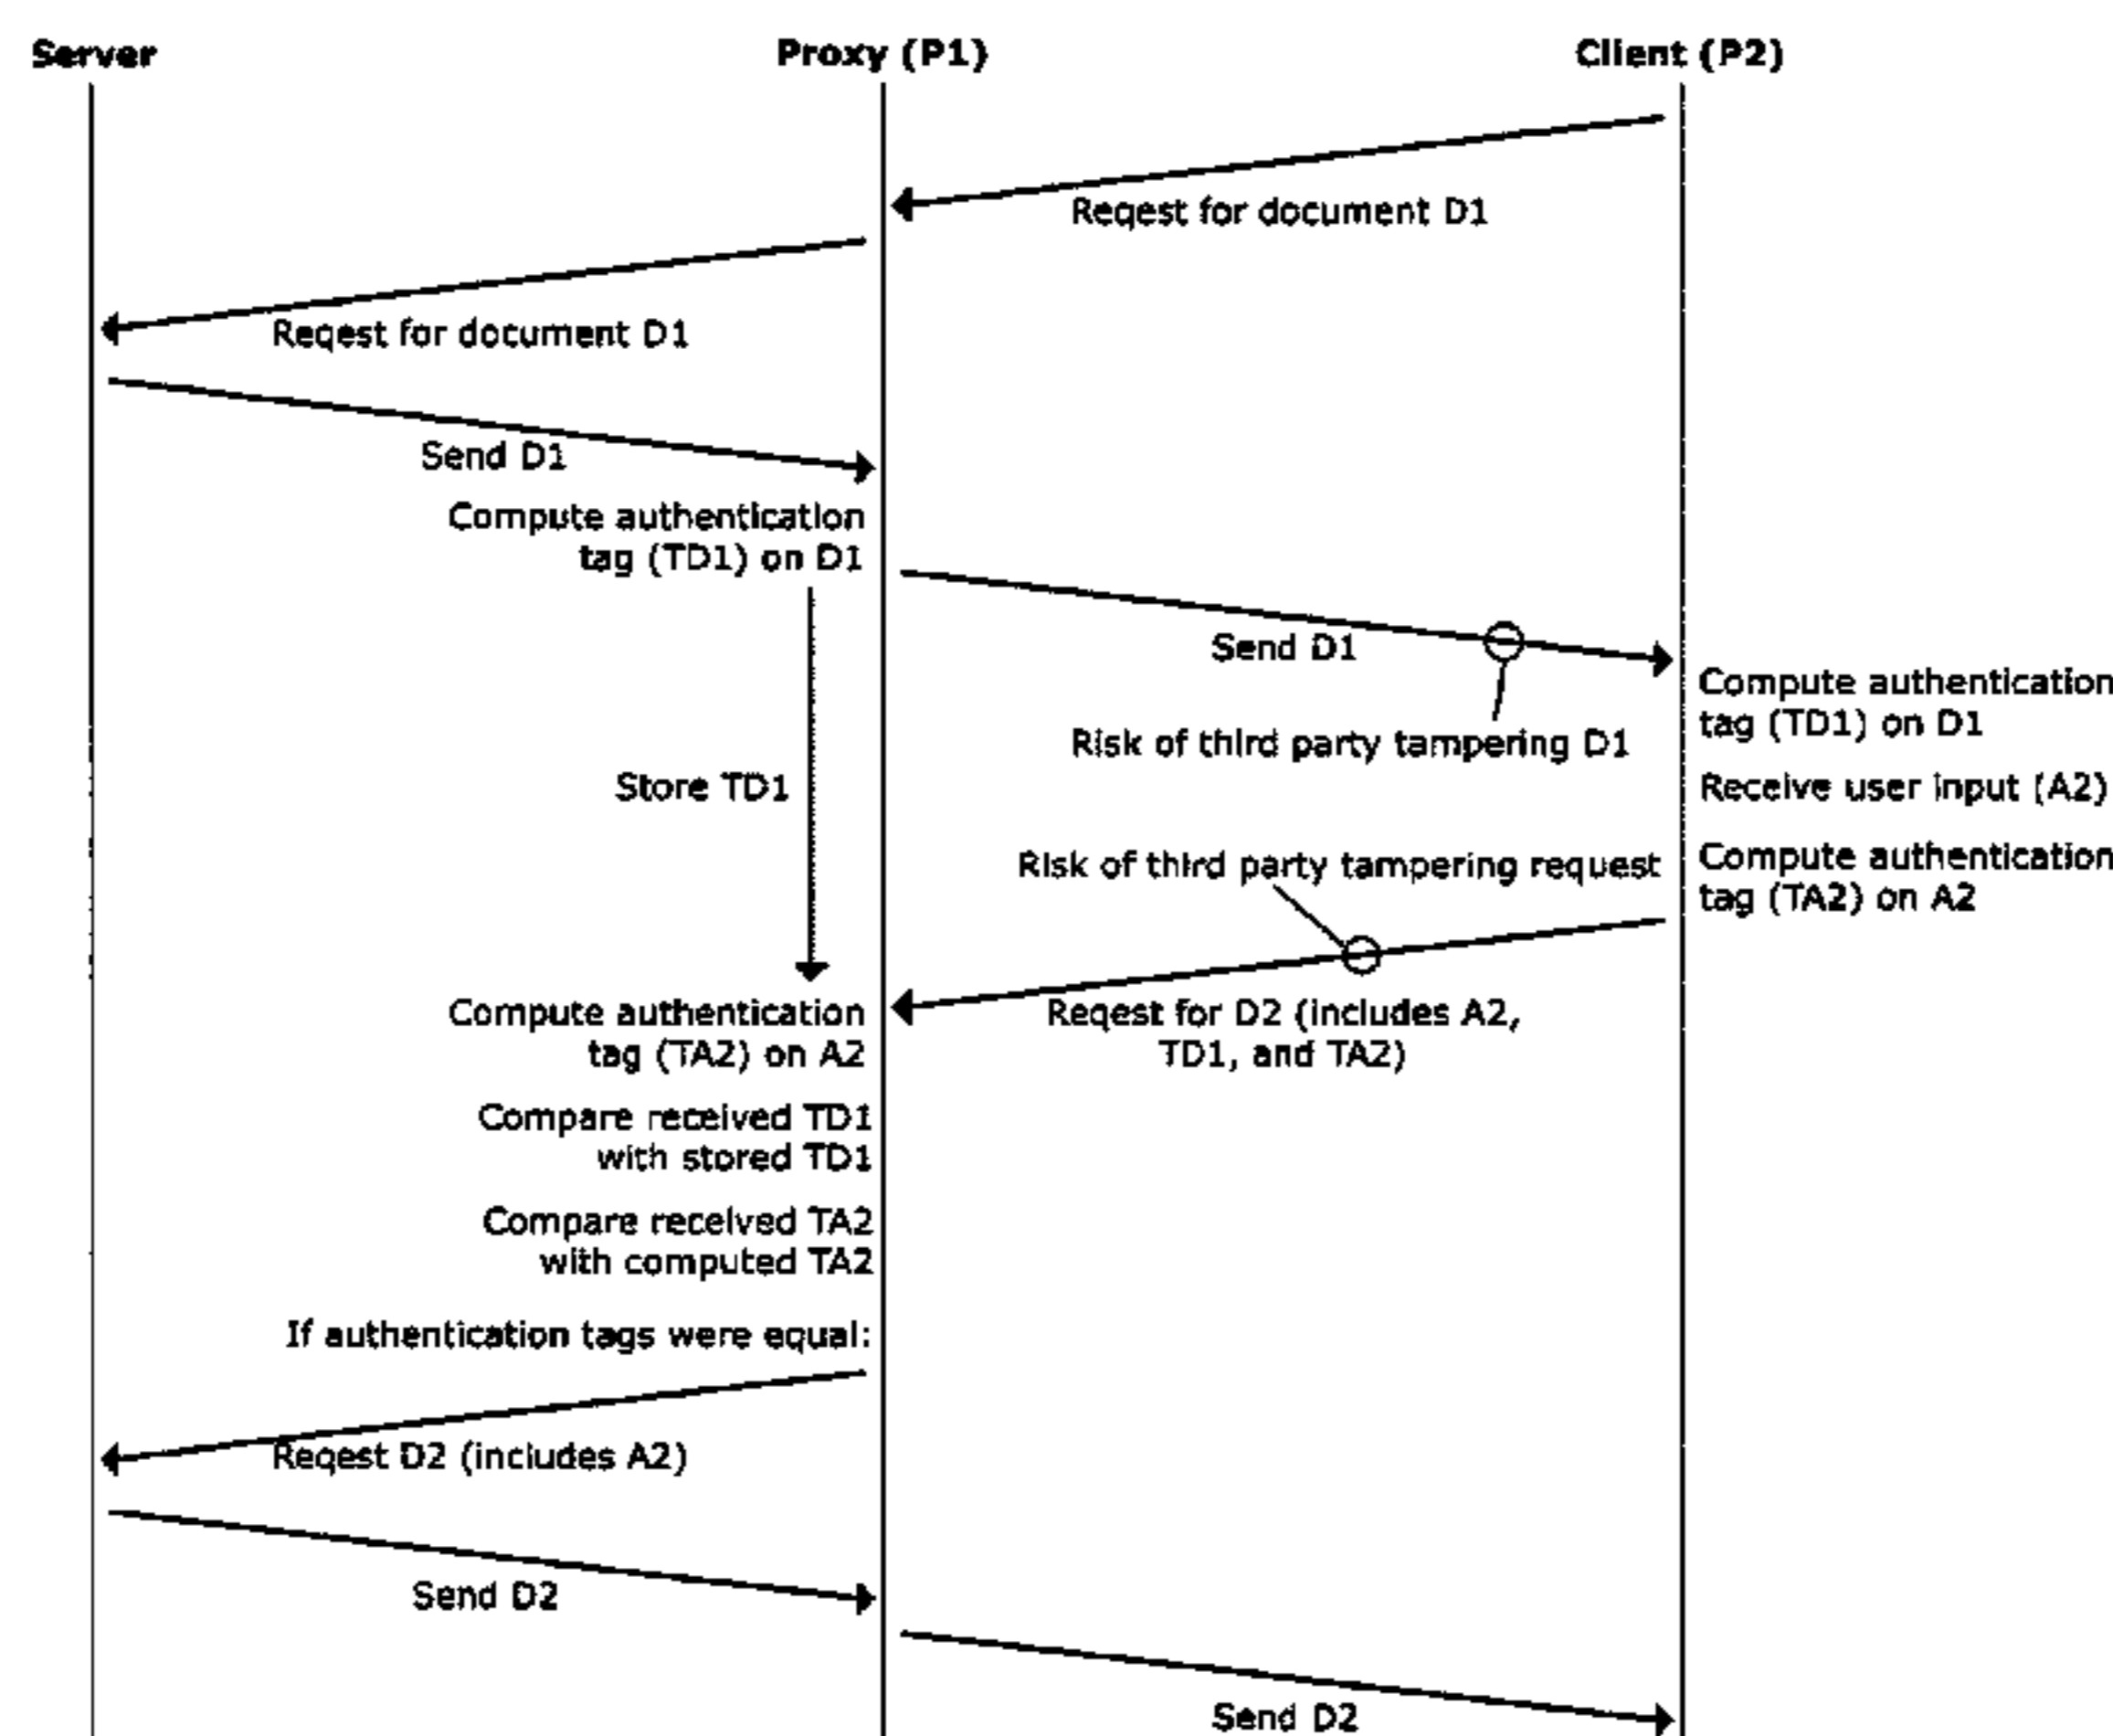 Server
Proxy (P1)
Client (P2)
Reqest for document D1
Reqest for document D1
Send D1
Compute authentication
tag (TD1) on D1
Send D1
Compute authentication
tag (TD1) on D1
Risk of third party tampering D1
Store TD1
Receive user input (A2)
Risk of third party tampering request
Compute authentication
tag (TA2) on A2
Compute authentication
tag (TA2) on A2
Reqest for D2 (includes A2,
TD1, and TA2)
Compare received TD1
with stored TD1
Compare received TA2
with computed TA2
If authentication tags were equal:
Reqest D2 (includes A2)
Send D2
Send D2